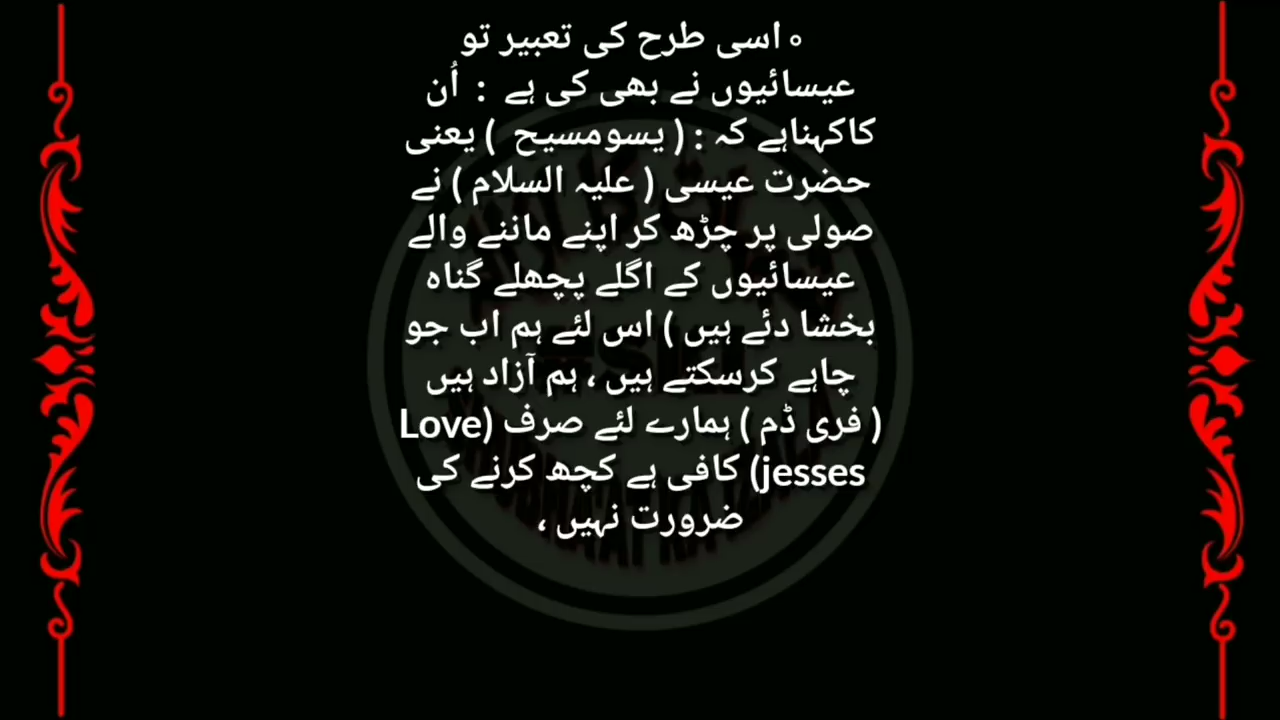 ० اسی طرح کی تعبیر تو
عیسائیوں نے بھی کی ہے : اُن
کاکہناہے کہ : ( یسومسیح ) یعنی
حضرت عیسی ( علیہ السلام ) نے
صولی پر چڑھ کر اپنے ماننے والے
عیسائیوں کے اگلے پچھلے گناہ
بخشا دئے ہیں ) اس لئے ہم اب جو
چاہے کرسکتے ہیں ، ہم آزاد ہیں
( فری ڈم ) ہمارے لئے صرف (Love
jesses) کافی ہے کچھ کرنے کی
ضرورت نہیں ،